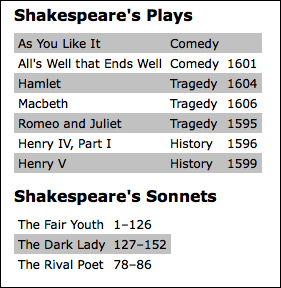 Shakespeare's Plays
As You Like It Comedy
All's Well that Ends Well Comedy 1601
Hamlet Tragedy 1604
Macbeth Tragedy 1606
Romeo and Juliet Tragedy 1595
Henry IV, Part I History 1596
Henry V History 1599
Shakespeare's Sonnets
The Fair Youth 1–126
The Dark Lady 127–152
The Rival Poet 78–86